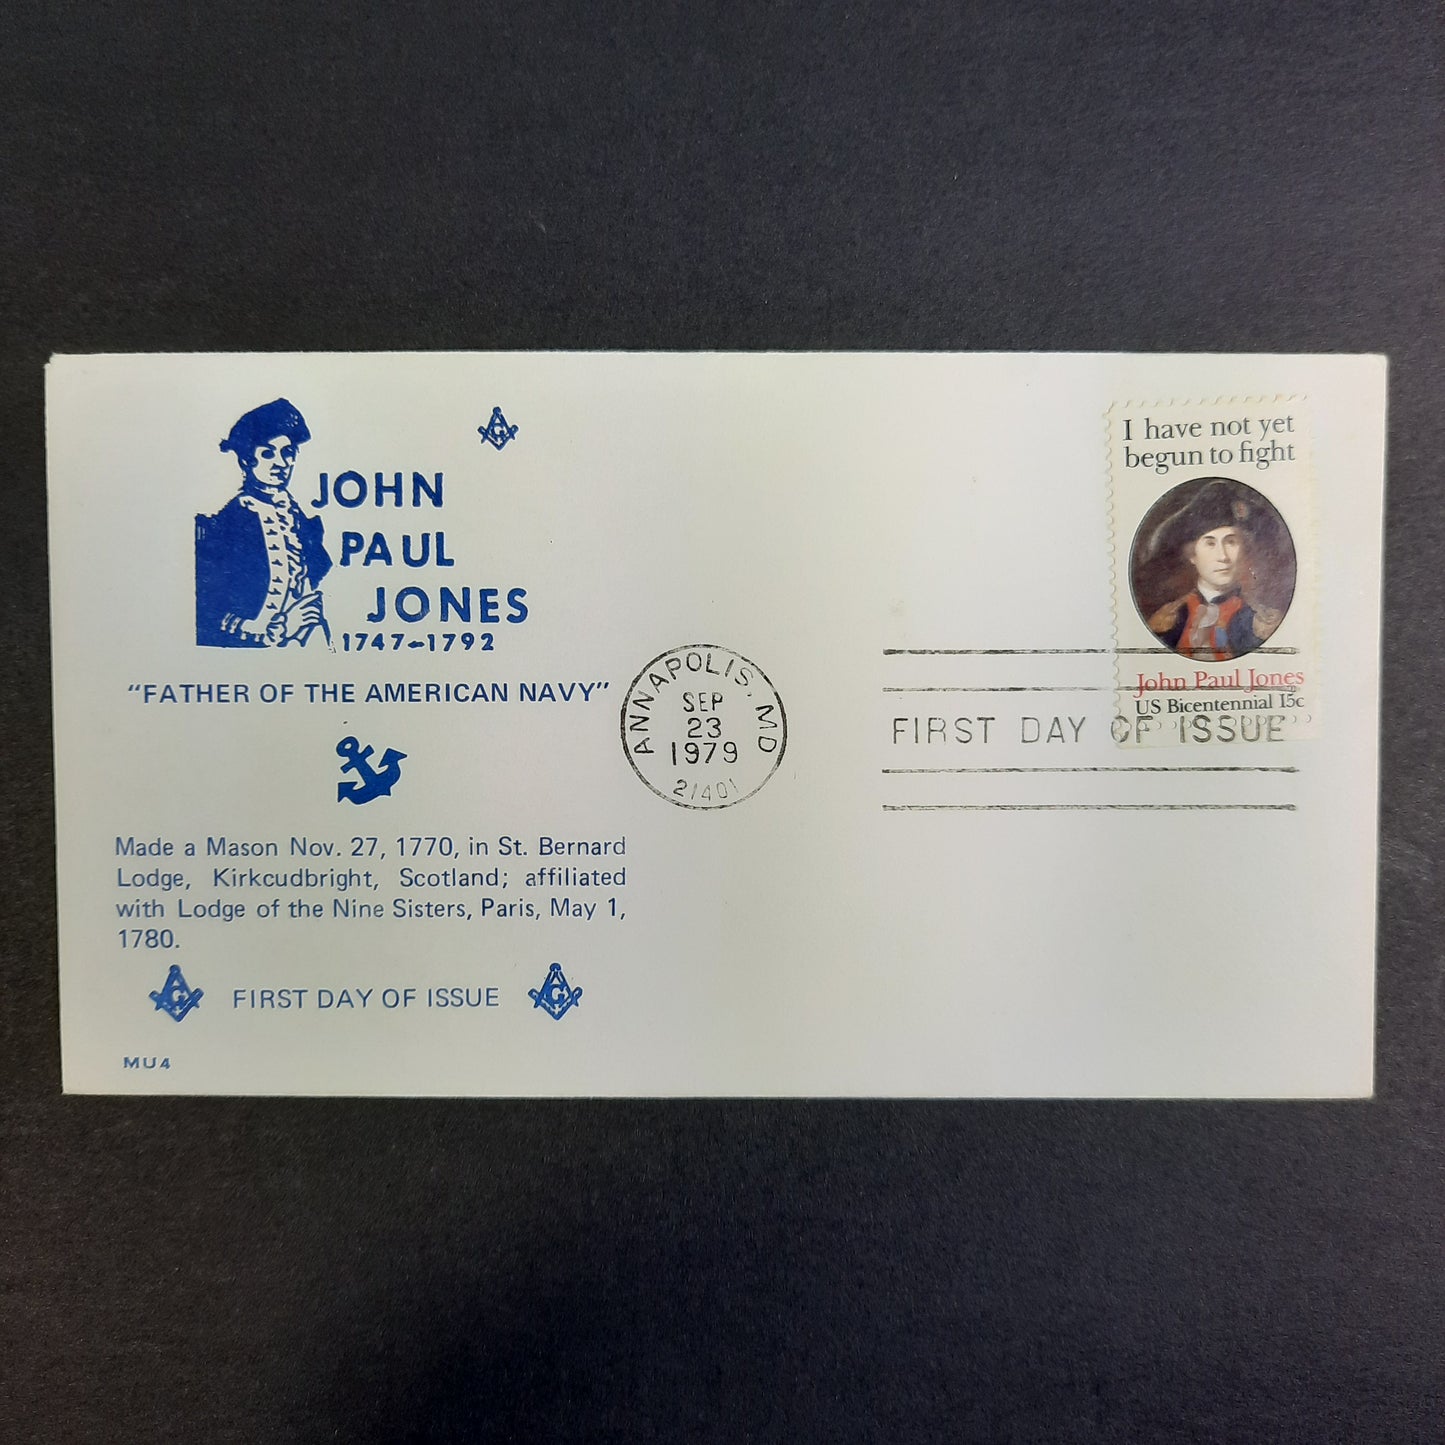 JOHN
PAUL
JONES
1747-1792
"FATHER OF THE AMERICAN NAVY"
Made a Mason Nov. 27, 1770, in St. Bernard
Lodge, Kirkcudbright, Scotland; affiliated
with Lodge of the Nine Sisters, Paris, May 1,
1780.
G
G FIRST DAY OF ISSUE G
MU4
ANNAPOLIS, MD
SEP
23
1979
21401
I have not yet
begun to fight
John Paul Jones
US Bicentennial 15c
FIRST DAY OF ISSUE